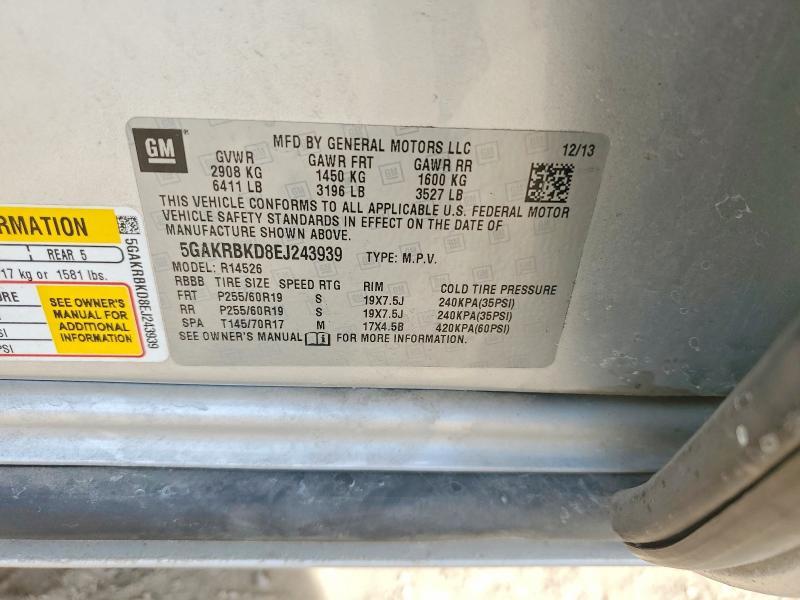 GM
MFD BY GENERAL MOTORS LLC 12/13
GVWR GAWR FRT GAWR RR
2908 KG 1450 KG 1600 KG
6411 LB 3196 LB 3527 LB
THIS VEHICLE CONFORMS TO ALL APPLICABLE U.S. FEDERAL MOTOR
VEHICLE SAFETY STANDARDS IN EFFECT ON THE DATE OF
MANUFACTURE SHOWN ABOVE.
5GAKRBKD8EJ243939 TYPE: M.P.V.
MODEL: R14526
RBBB TIRE SIZE SPEED RTG RIM COLD TIRE PRESSURE
FRT P255/60R19 S 19X7.5J 240KPA(35PSI)
RR P255/60R19 S 19X7.5J 240KPA(35PSI)
SPA T145/70R17 M 17X4.5B 420KPA(60PSI)
SEE OWNER'S MANUAL FOR MORE INFORMATION.
RMATION
REAR 5
17 kg or 1581 lbs.
URE
SI
PSI
SEE OWNER'S
MANUAL FOR
ADDITIONAL
INFORMATION
5GAKRBKD8EJ243939